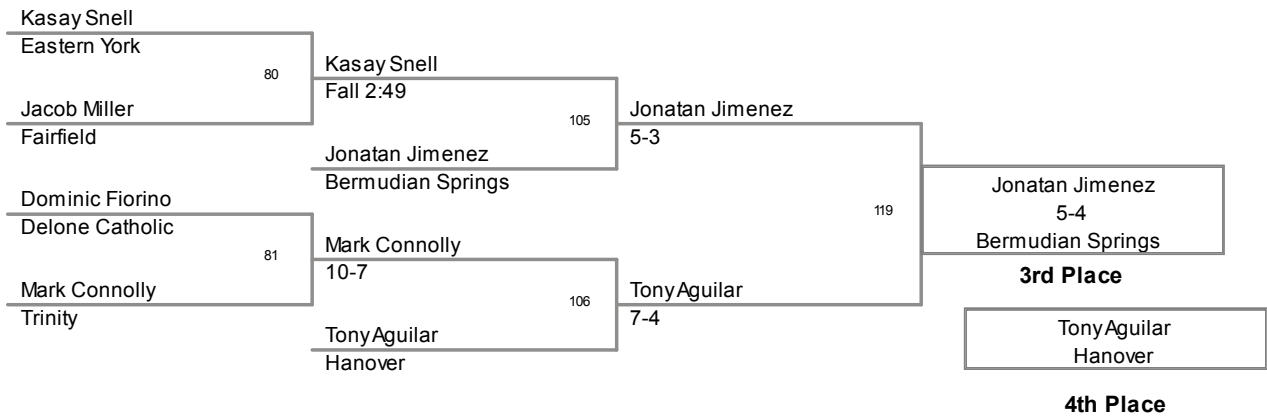 Kasay Snell
Eastern York
80
Kasay Snell
Fall 2:49
Jacob Miller
Fairfield
105
Jonatan Jimenez
5-3
Jonatan Jimenez
Bermudian Springs
Dominic Fiorino
Delone Catholic
81
Mark Connolly
10-7
Mark Connolly
Trinity
106
Tony Aguilar
7-4
Tony Aguilar
Hanover
119
Jonatan Jimenez
5-4
Bermudian Springs
3rd Place
Tony Aguilar
Hanover
4th Place